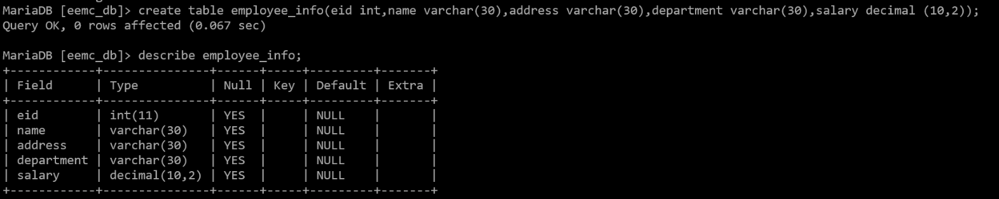 MariaDB [eemc_db]> create table employee_info(eid int,name varchar(30),address varchar(30),department varchar(30),salary decimal (10,2));
Query OK, 0 rows affected (0.067 sec)
MariaDB [eemc_db]> describe employee_info;
+------------+---------------+------+-----+---------+-------+
| Field      | Type          | Null | Key | Default | Extra |
+------------+---------------+------+-----+---------+-------+
| eid        | int(11)       | YES  |     | NULL    |       |
| name       | varchar(30)   | YES  |     | NULL    |       |
| address    | varchar(30)   | YES  |     | NULL    |       |
| department | varchar(30)   | YES  |     | NULL    |       |
| salary     | decimal(10,2) | YES  |     | NULL    |       |
+------------+---------------+------+-----+---------+-------+